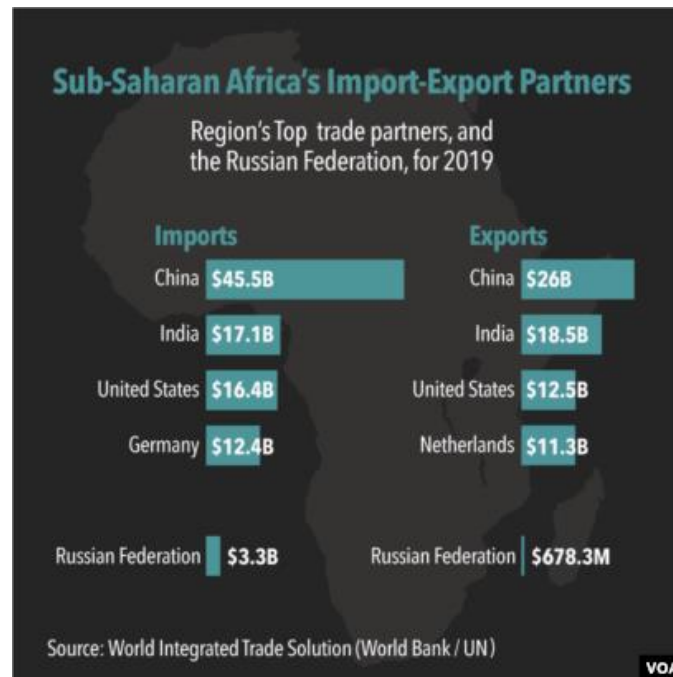 Sub-Saharan Africa's Import-Export Partners
Region's Top trade partners, and
the Russian Federation, for 2019
Imports
China $45.5B
India $17.1B
United States $16.4B
Germany $12.4B
Russian Federation $3.3B
Exports
China $26B
India $18.5B
United States $12.5B
Netherlands $11.3B
Russian Federation $678.3M
Source: World Integrated Trade Solution (World Bank / UN)
VOA